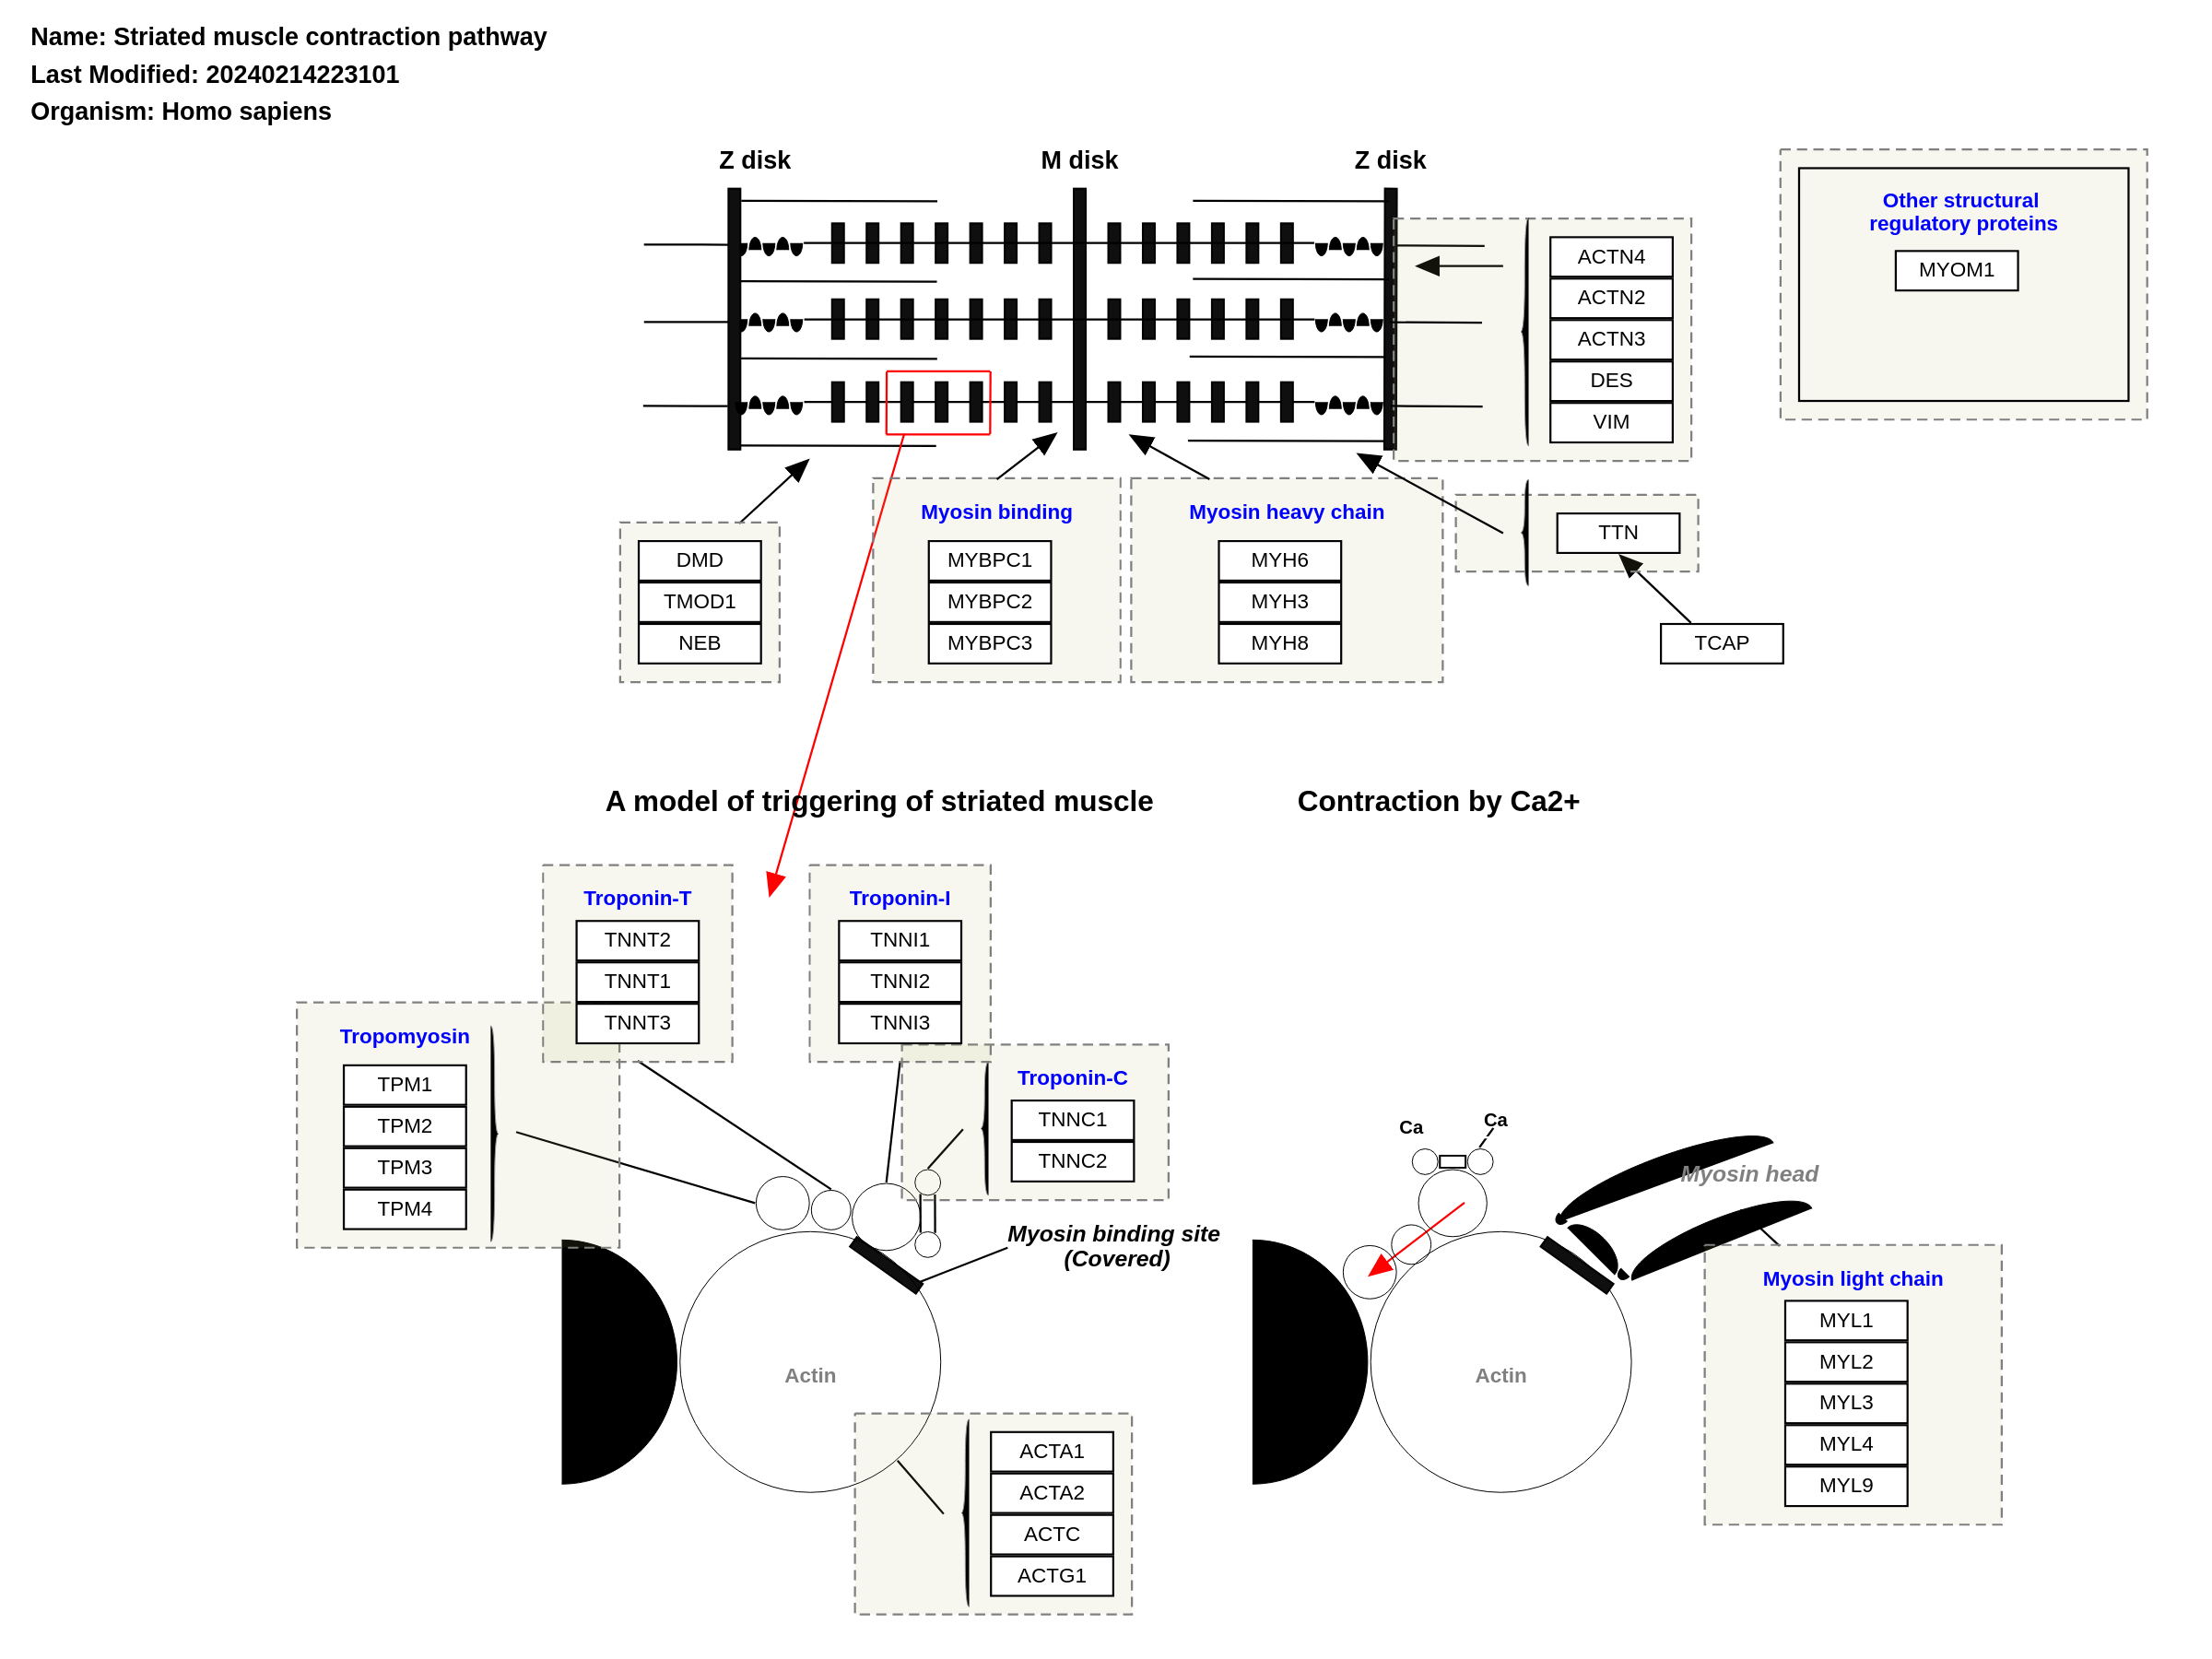 Name: Striated muscle contraction pathway
Last Modified: 20240214223101
Organism: Homo sapiens
Z disk
M disk
Z disk
Other structural
regulatory proteins
MYOM1
ACTN4
ACTN2
ACTN3
DES
VIM
Myosin binding
MYBPC1
MYBPC2
MYBPC3
Myosin heavy chain
MYH6
MYH3
MYH8
TTN
TCAP
DMD
TMOD1
NEB
A model of triggering of striated muscle
Contraction by Ca2+
Troponin-T
TNNT2
TNNT1
TNNT3
Troponin-I
TNNI1
TNNI2
TNNI3
Tropomyosin
TPM1
TPM2
TPM3
TPM4
Troponin-C
TNNC1
TNNC2
Myosin binding site
(Covered)
Actin
ACTA1
ACTA2
ACTC
ACTG1
Ca
Ca
Myosin head
Actin
Myosin light chain
MYL1
MYL2
MYL3
MYL4
MYL9